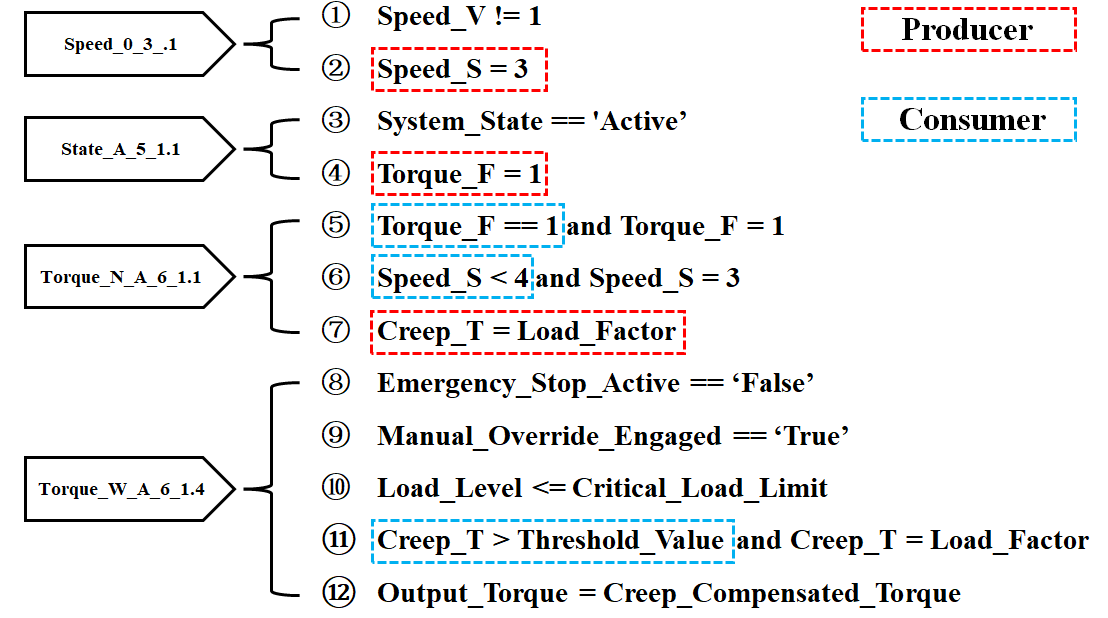 Speed_0_3_.1
① Speed_V != 1
② Speed_S = 3
Producer
State_A_5_1.1
③ System_State == 'Active’
④ Torque_F = 1
Consumer
Torque_N_A_6_1.1
⑤ Torque_F == 1 and Torque_F = 1
⑥ Speed_S < 4 and Speed_S = 3
⑦ Creep_T = Load_Factor
Torque_W_A_6_1.4
⑧ Emergency_Stop_Active == ‘False’
⑨ Manual_Override_Engaged == ‘True’
⑩ Load_Level <= Critical_Load_Limit
⑪ Creep_T > Threshold_Value and Creep_T = Load_Factor
⑫ Output_Torque = Creep_Compensated_Torque